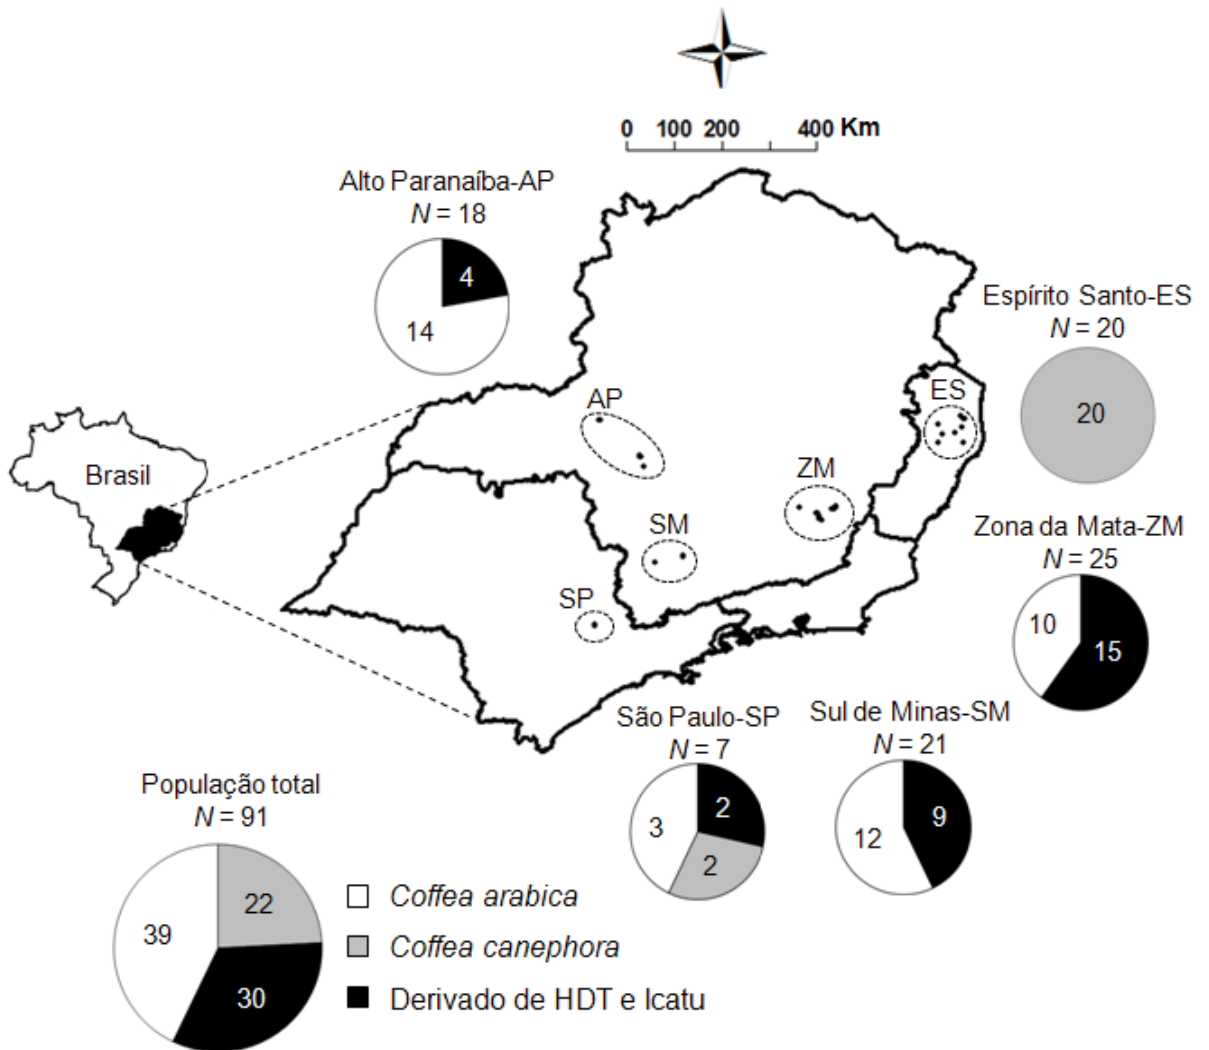 0 100 200 400 Km
Alto Paranaíba-AP
N = 18
4
14
Espírito Santo-ES
N = 20
20
AP
ES
Brasil
ZM
SM
SP
Zona da Mata-ZM
N = 25
10
15
São Paulo-SP
N = 7
2
3
2
Sul de Minas-SM
N = 21
9
12
População total
N = 91
22
39
30
Coffea arabica
Coffea canephora
Derivado de HDT e Icatu